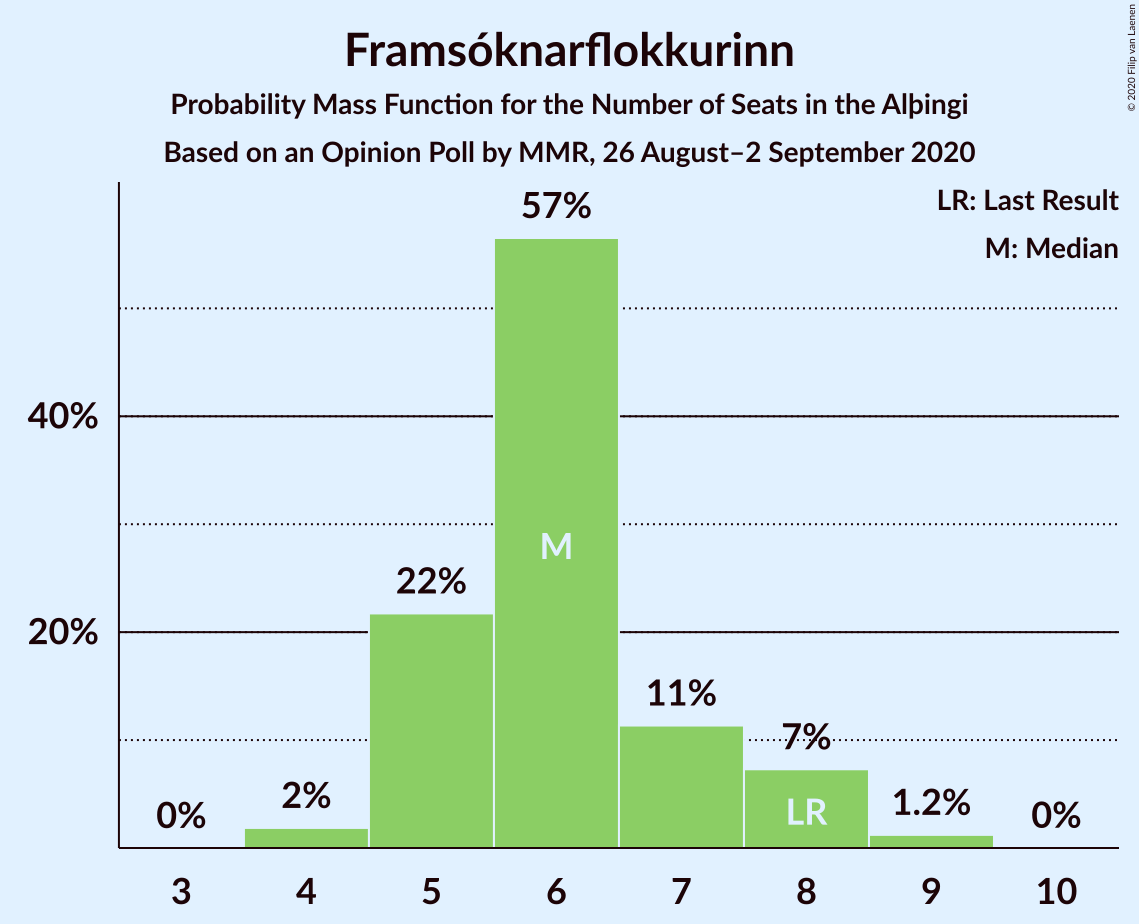 Framsóknarflokkurinn
Probability Mass Function for the Number of Seats in the Alþingi
Based on an Opinion Poll by MMR, 26 August–2 September 2020
© 2020 Filip van Laenen
LR: Last Result
M: Median
57%
40%
M
22%
20%
11%
7%
LR
2%
1.2%
0%
0%
3 4 5 6 7 8 9 10